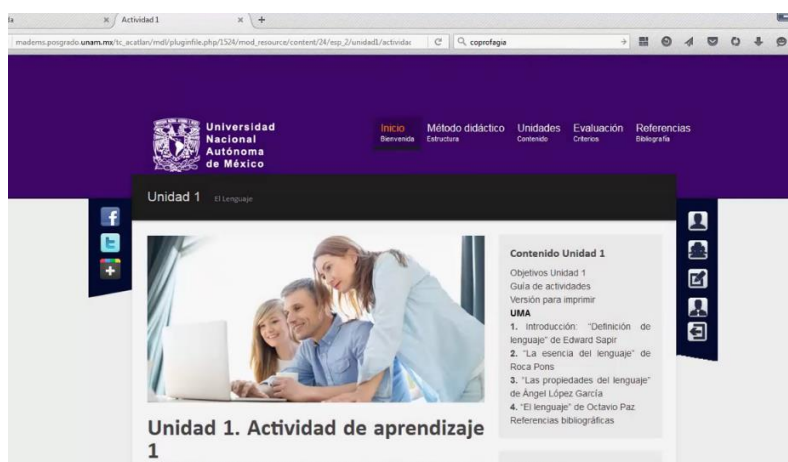 Actividad 1
madems.posgrado.unam.mx/tc_acatlan/mdl/pluginfile.php/1524/mod_resource/content/24/esp_2/unidad1/actividac
coprofagia
Universidad
Nacional
Autónoma
de México
Inicio
Bienvenida
Método didáctico
Estructura
Unidades
Contenido
Evaluación
Criterios
Referencias
Bibliografía
Unidad 1 El Lenguaje
Contenido Unidad 1
Objetivos Unidad 1
Guía de actividades
Versión para imprimir
UMA
1. Introducción: "Definición de
lenguaje" de Edward Sapir
2. "La esencia del lenguaje" de
Roca Pons
3. "Las propiedades del lenguaje"
de Ángel López García
4. "El lenguaje" de Octavio Paz
Referencias bibliográficas
Unidad 1. Actividad de aprendizaje
1